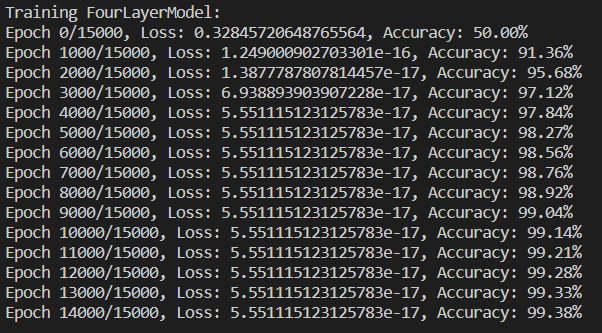 Training FourLayerModel:
Epoch 0/15000, Loss: 0.32845720648765564, Accuracy: 50.00%
Epoch 1000/15000, Loss: 1.249000902703301e-16, Accuracy: 91.36%
Epoch 2000/15000, Loss: 1.3877787807814457e-17, Accuracy: 95.68%
Epoch 3000/15000, Loss: 6.938893903907228e-17, Accuracy: 97.12%
Epoch 4000/15000, Loss: 5.551115123125783e-17, Accuracy: 97.84%
Epoch 5000/15000, Loss: 5.551115123125783e-17, Accuracy: 98.27%
Epoch 6000/15000, Loss: 5.551115123125783e-17, Accuracy: 98.56%
Epoch 7000/15000, Loss: 5.551115123125783e-17, Accuracy: 98.76%
Epoch 8000/15000, Loss: 5.551115123125783e-17, Accuracy: 98.92%
Epoch 9000/15000, Loss: 5.551115123125783e-17, Accuracy: 99.04%
Epoch 10000/15000, Loss: 5.551115123125783e-17, Accuracy: 99.14%
Epoch 11000/15000, Loss: 5.551115123125783e-17, Accuracy: 99.21%
Epoch 12000/15000, Loss: 5.551115123125783e-17, Accuracy: 99.28%
Epoch 13000/15000, Loss: 5.551115123125783e-17, Accuracy: 99.33%
Epoch 14000/15000, Loss: 5.551115123125783e-17, Accuracy: 99.38%